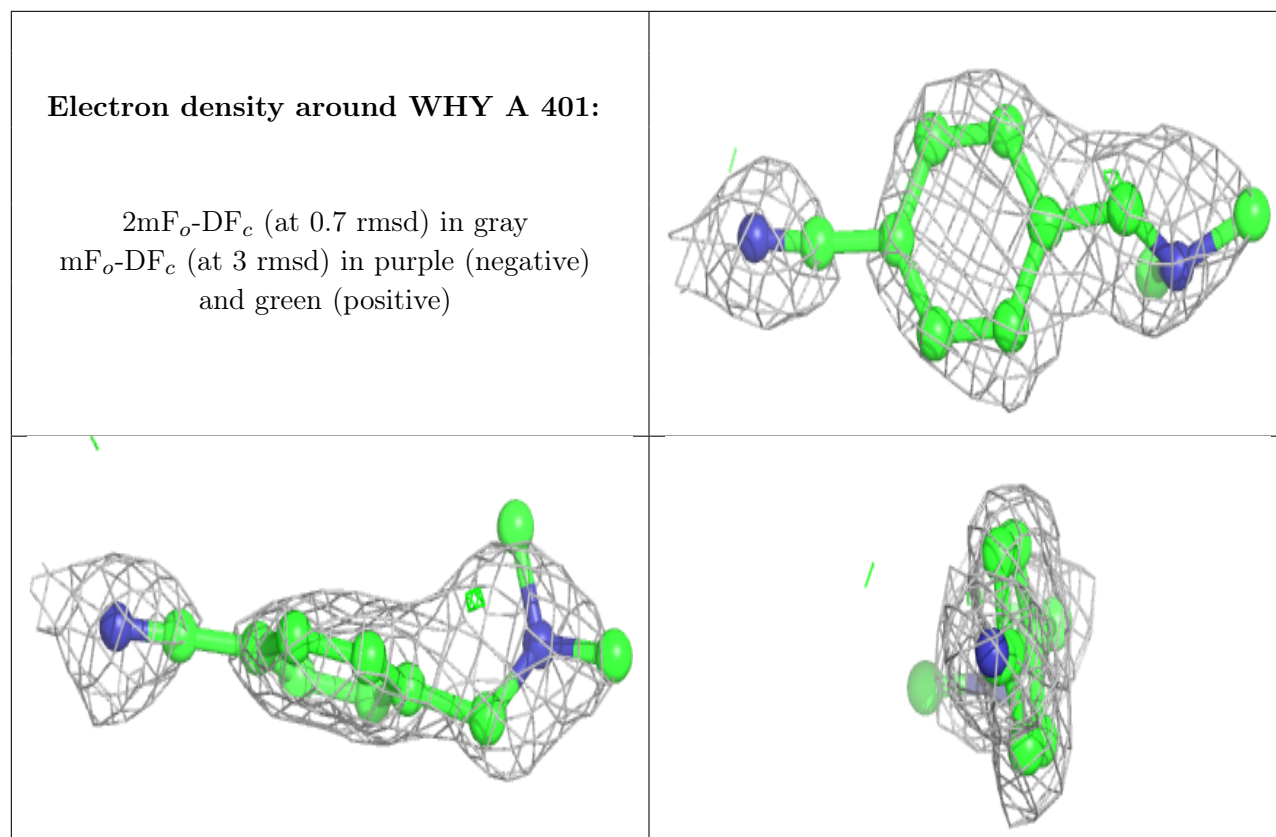 Electron density around WHY A 401:
2mFₒ-DF𝒸 (at 0.7 rmsd) in gray
mFₒ-DF𝒸 (at 3 rmsd) in purple (negative)
and green (positive)